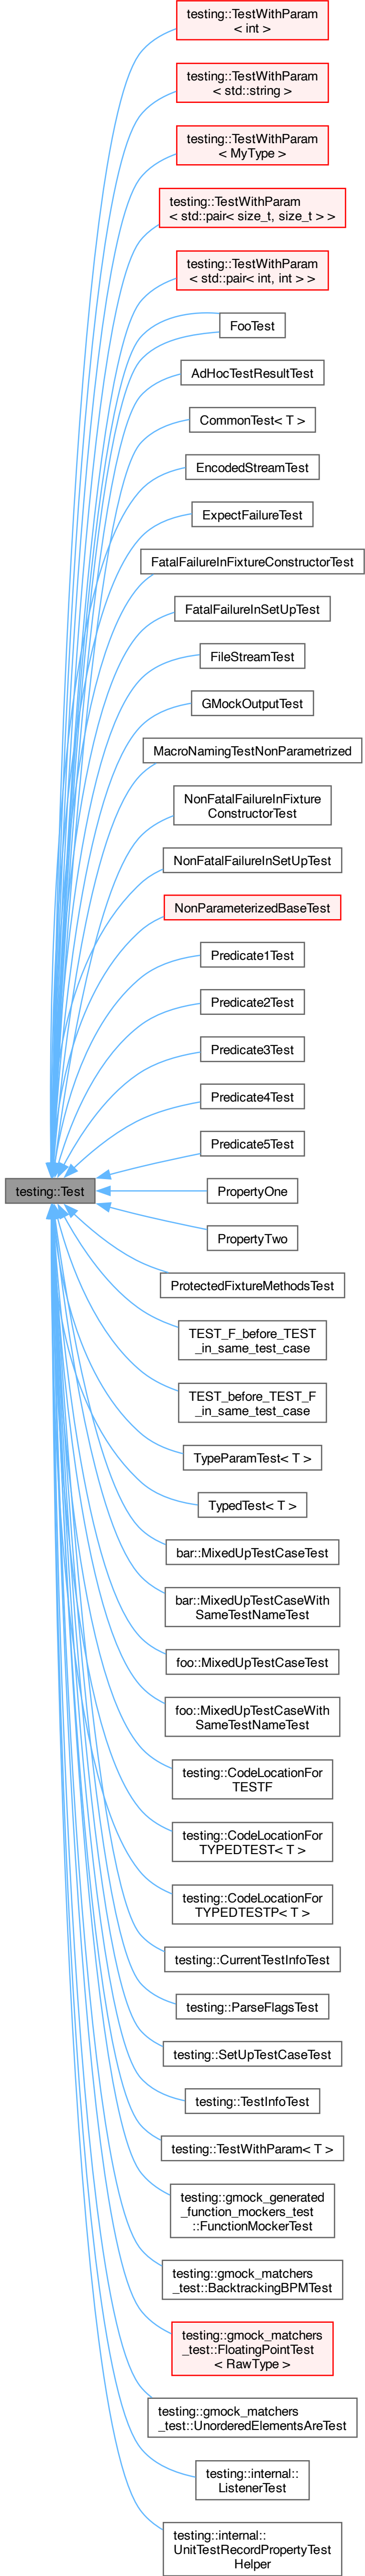 testing::TestWithParam
< int >
testing::TestWithParam
< std::string >
testing::TestWithParam
< MyType >
testing::TestWithParam
< std::pair< size_t, size_t > >
testing::TestWithParam
< std::pair< int, int > >
FooTest
AdHocTestResultTest
CommonTest< T >
EncodedStreamTest
ExpectFailureTest
FatalFailureInFixtureConstructorTest
FatalFailureInSetUpTest
FileStreamTest
GMockOutputTest
MacroNamingTestNonParametrized
NonFatalFailureInFixture
ConstructorTest
NonFatalFailureInSetUpTest
NonParameterizedBaseTest
Predicate1Test
Predicate2Test
Predicate3Test
Predicate4Test
Predicate5Test
testing::Test
PropertyOne
PropertyTwo
ProtectedFixtureMethodsTest
TEST_F_before_TEST
_in_same_test_case
TEST_before_TEST_F
_in_same_test_case
TypeParamTest< T >
TypedTest< T >
bar::MixedUpTestCaseTest
bar::MixedUpTestCaseWith
SameTestNameTest
foo::MixedUpTestCaseTest
foo::MixedUpTestCaseWith
SameTestNameTest
testing::CodeLocationFor
TESTF
testing::CodeLocationFor
TYPEDTEST< T >
testing::CodeLocationFor
TYPEDTESTP< T >
testing::CurrentTestInfoTest
testing::ParseFlagsTest
testing::SetUpTestCaseTest
testing::TestInfoTest
testing::TestWithParam< T >
testing::gmock_generated
_function_mockers_test
::FunctionMockerTest
testing::gmock_matchers
_test::BacktrackingBPMTest
testing::gmock_matchers
_test::FloatingPointTest
< RawType >
testing::gmock_matchers
_test::UnorderedElementsAreTest
testing::internal::
ListenerTest
testing::internal::
UnitTestRecordPropertyTest
Helper